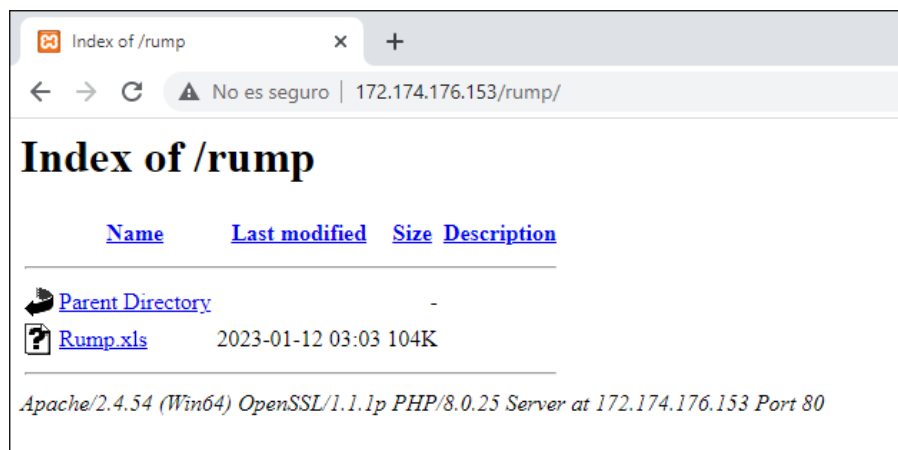 Index of /rump
No es seguro | 172.174.176.153/rump/
Index of /rump
Name Last modified Size Description
Parent Directory -
Rump.xls 2023-01-12 03:03 104K
Apache/2.4.54 (Win64) OpenSSL/1.1.1p PHP/8.0.25 Server at 172.174.176.153 Port 80